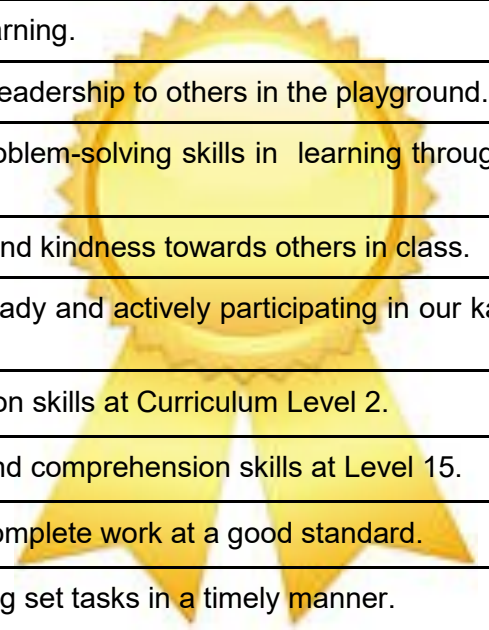 rning.
eadership to others in the playground.
oblem-solving skills in learning throug
nd kindness towards others in class.
ady and actively participating in our ka
on skills at Curriculum Level 2.
nd comprehension skills at Level 15.
omplete work at a good standard.
g set tasks in a timely manner.